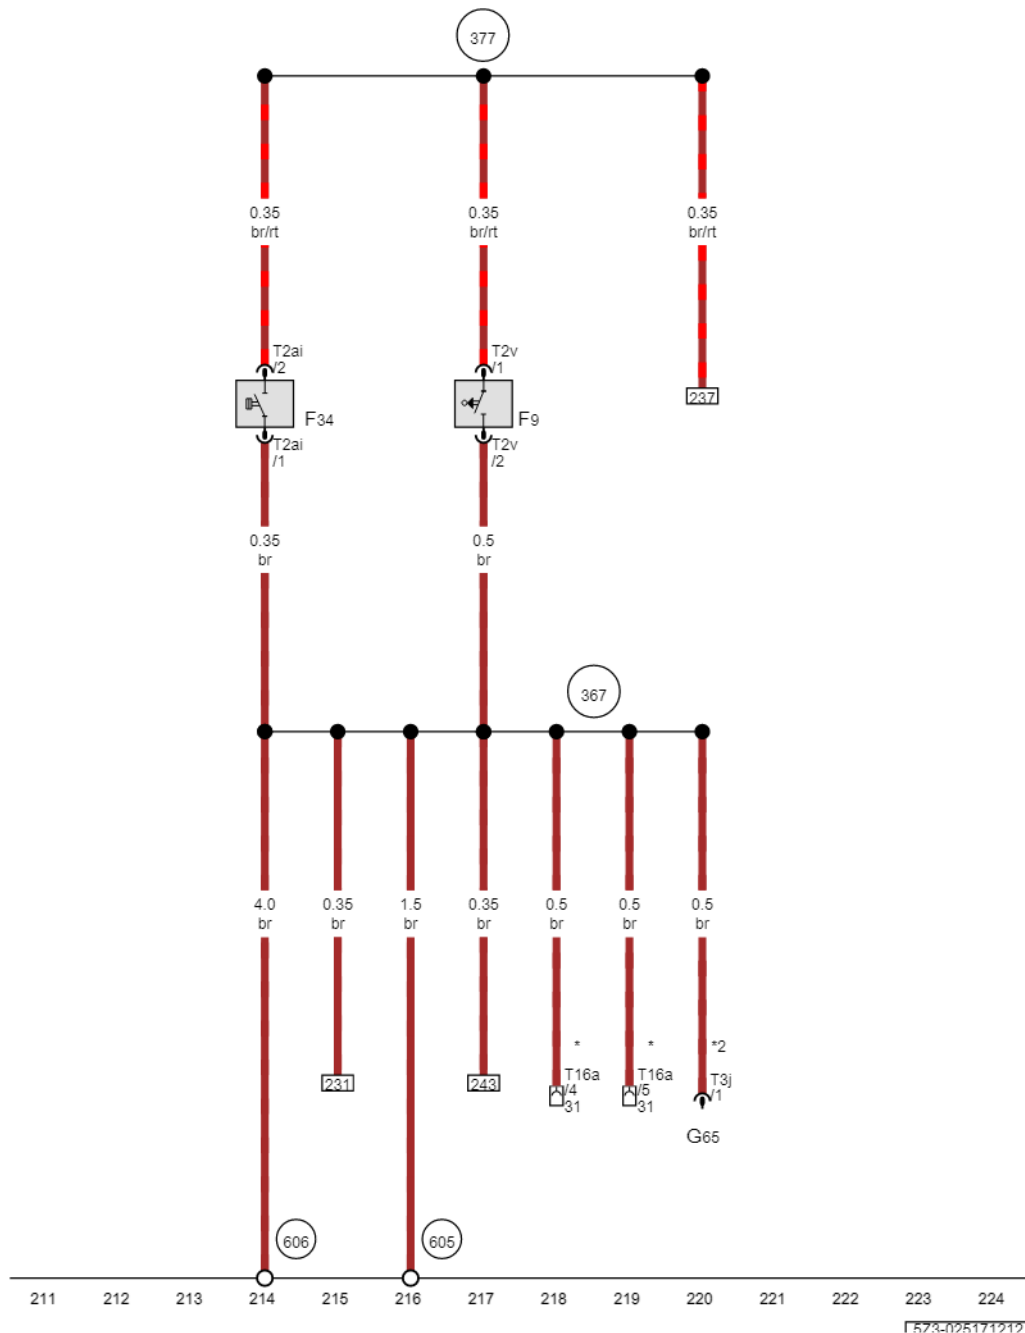 377
0.35 0.35 0.35
br/rt br/rt br/rt
T2ai T2v
/2 /1
237
F34 F9
T2ai T2v
/1 /2
0.35 0.5
br br
367
4.0 0.35 1.5 0.35 0.5 0.5 0.5
br br br br br br br
* * *2
T16a T16a T3j
231 243 /4 /5 /1
31 31
G65
606 605
211 212 213 214 215 216 217 218 219 220 221 222 223 224
573-025171212